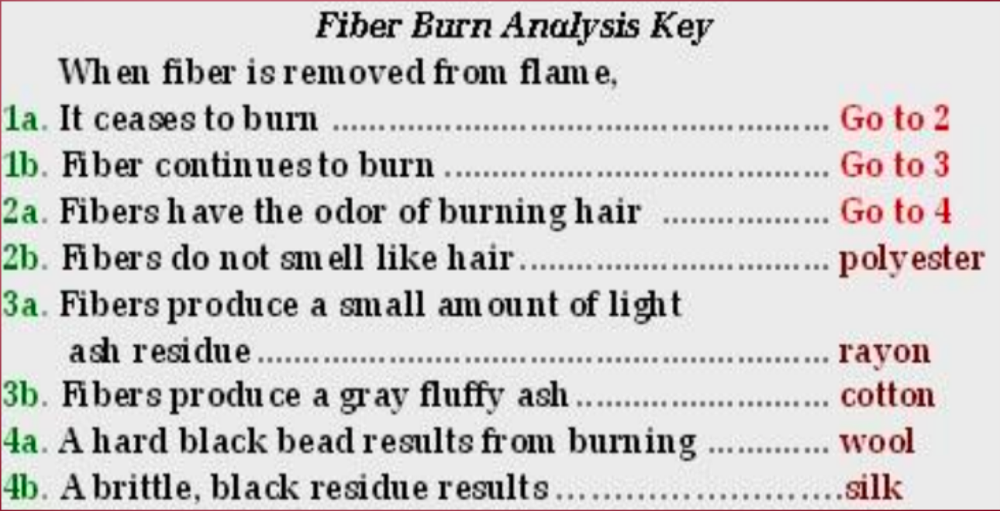 Fiber Burn Analysis Key
When fiber is removed from flame,
1a. It ceases to burn ............................................. Go to 2
1b. Fiber continues to burn ................................... Go to 3
2a. Fibers have the odor of burning hair ............... Go to 4
2b. Fibers do not smell like hair............................ polyester
3a. Fibers produce a small amount of light
ash residue.................................................... rayon
3b. Fibers produce a gray fluffy ash....................... cotton
4a. A hard black bead results from burning ........... wool
4b. A brittle, black residue results..........................silk